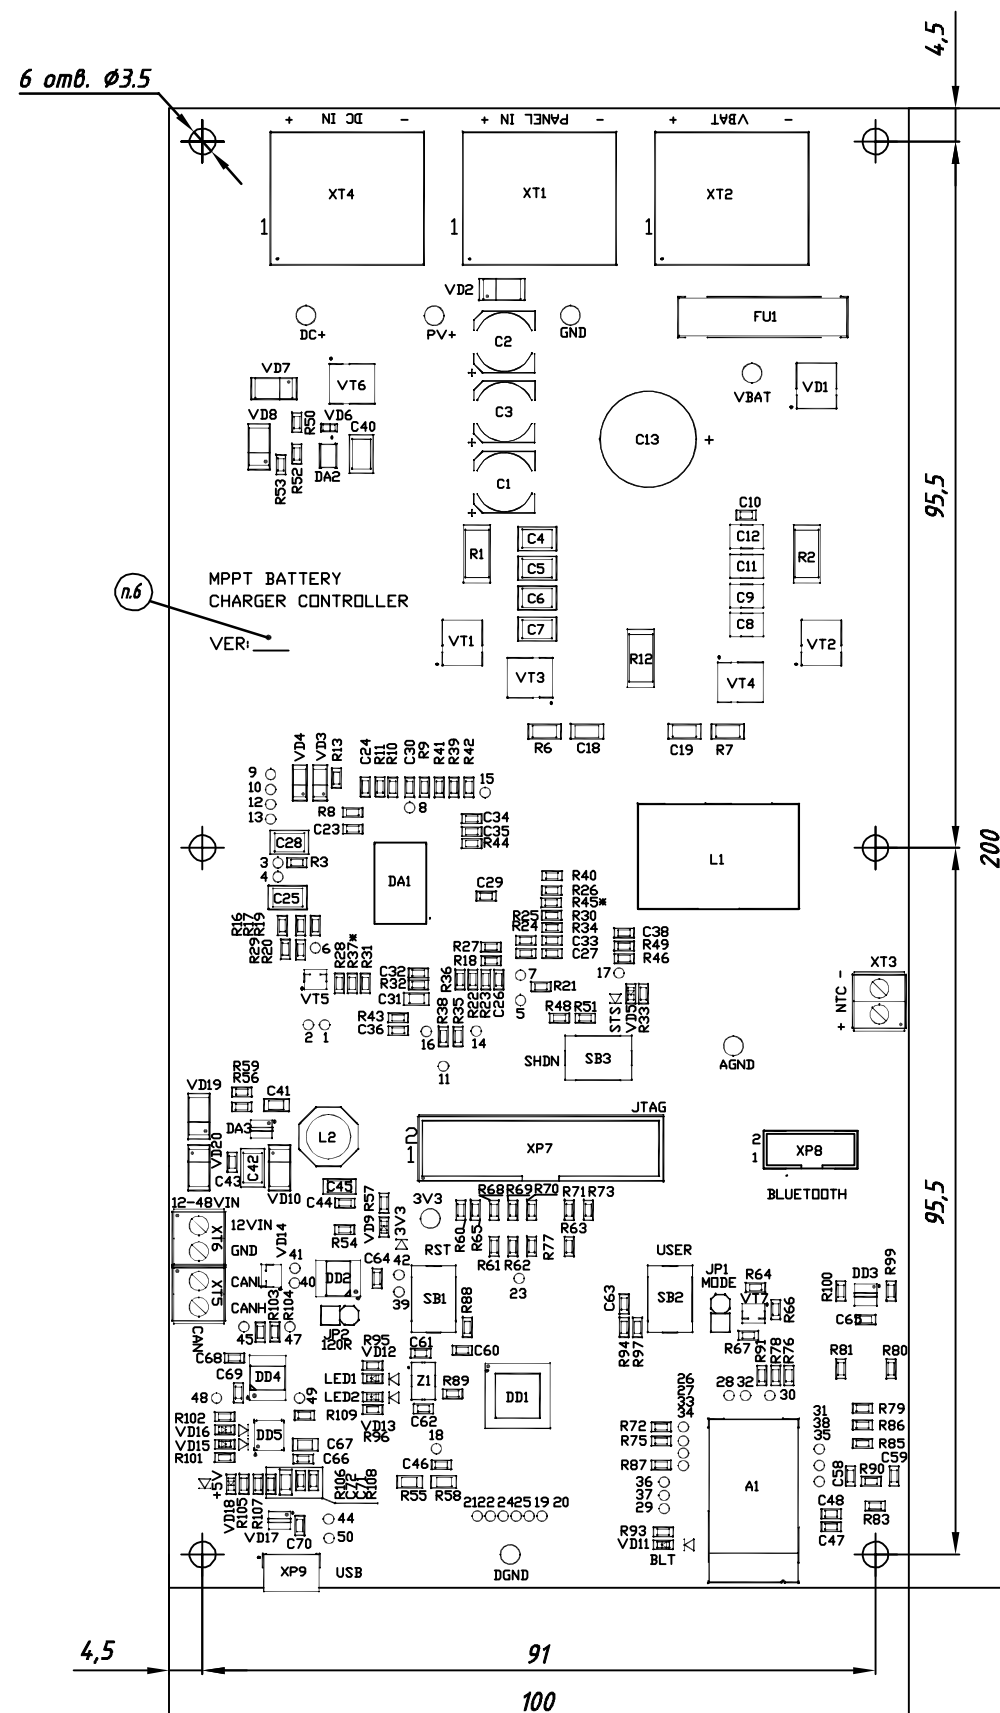 4,5
6 отв. Ø3.5
+ DC IN -
+ PANEL IN -
+ VBAT -
XT4
XT1
XT2
1
1
1
VD2
DC+
PV+
GND
FU1
C2
VD7
VT6
VBAT
VD1
VD8
R50
VD6
C40
C3
C13
+
+
+
+
R53
R52
DA2
C1
95,5
C10
R1
C4
C12
R2
C5
C11
C6
C9
C7
C8
п.6
MPPT BATTERY
CHARGER CONTROLLER
VER:
VT1
VT3
R12
VT4
VT2
R6
C18
C19
R7
VD4
VD3
R13
C24
R11
R10
C30
R9
R41
R39
R42
9
10
12
13
15
8
R8
C23
C34
C35
R44
C28
3
R3
4
DA1
C25
C29
L1
200
R40
R26
R45*
R30
R34
C33
C27
R25
R24
R16
R17
R19
R29
R20
6
R28
R37*
R31
R27
R18
C38
R49
R46
17
XT3
VT5
C32
R32
C31
R36
R22
R23
C26
7
R21
5
+ NTC -
R43
C36
R38
R35
R48
R51
STS
VD5
R33
2
1
16
14
11
SHDN
SB3
AGND
R59
R56
VD19
C41
DA3
L2
JTAG
2
1
XP7
2
1
XP8
BLUETOOTH
VD20
C43
C42
VD10
C45
C44
R57
3V3
R68
R69
R70
R71
R73
95,5
12-48VIN
12VIN
GND
XT6
VD14
R54
VD9
3V3
RST
R60
R65
R63
R61
R62
R77
USER
XT5
CANL
CANH
CAN
41
40
DD2
C64
42
39
SB1
R88
23
SB2
JP1
MODE
R64
VT7
R66
R100
DD3
R99
C65
R103
R104
45
47
JP2
120R
C63
R94
R97
R67
C68
C69
DD4
R95
VD12
C61
C60
LED1
LED2
Z1
R89
DD1
R91
R78
R76
R81
R80
48
49
26
27
33
34
28
32
30
R102
VD16
VD15
R101
DD5
R109
VD13
R96
C62
18
C67
C66
C46
R72
R75
R87
31
38
35
R79
R86
R85
C59
C58
R90
+5V
VD18
R105
R107
R106
C72
C71
R108
R55
R58
36
37
29
A1
R83
C48
C47
VD17
C70
44
50
21
22
24
25
19
20
R93
VD11
BLT
XP9
USB
DGND
4,5
91
100